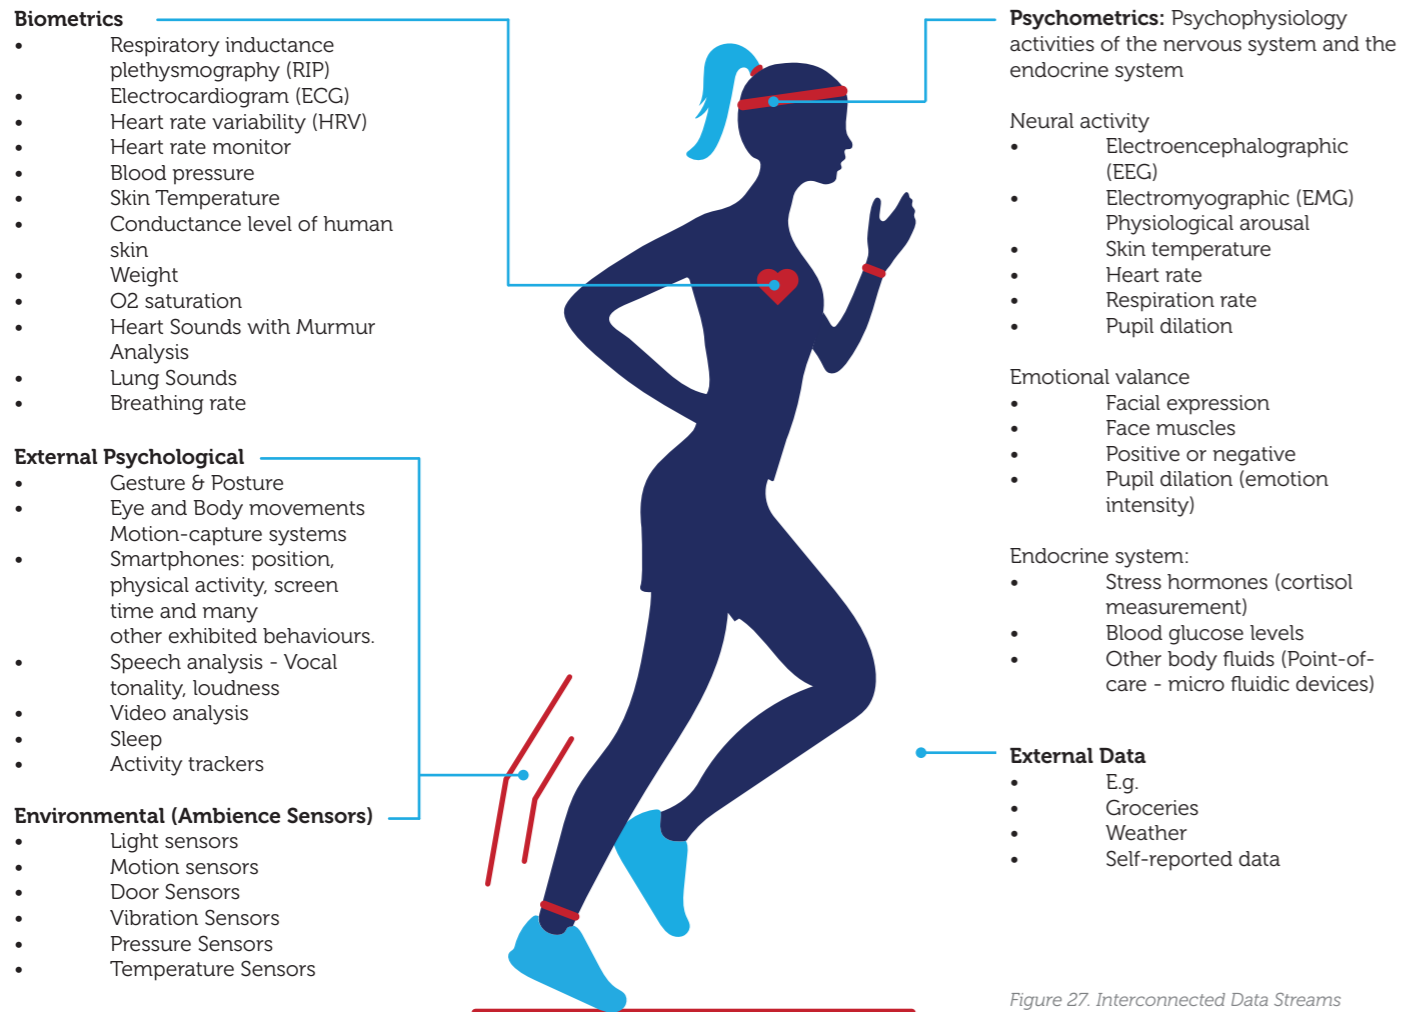 Biometrics
• Respiratory inductance
plethysmography (RIP)
• Electrocardiogram (ECG)
• Heart rate variability (HRV)
• Heart rate monitor
• Blood pressure
• Skin Temperature
• Conductance level of human
skin
• Weight
• O2 saturation
• Heart Sounds with Murmur
Analysis
• Lung Sounds
• Breathing rate
External Psychological
• Gesture & Posture
• Eye and Body movements
Motion-capture systems
• Smartphones: position,
physical activity, screen
time and many
other exhibited behaviours.
• Speech analysis - Vocal
tonality, loudness
• Video analysis
• Sleep
• Activity trackers
Environmental (Ambience Sensors)
• Light sensors
• Motion sensors
• Door Sensors
• Vibration Sensors
• Pressure Sensors
• Temperature Sensors
Psychometrics: Psychophysiology
activities of the nervous system and the
endocrine system
Neural activity
• Electroencephalographic
(EEG)
• Electromyographic (EMG)
Physiological arousal
• Skin temperature
• Heart rate
• Respiration rate
• Pupil dilation
Emotional valance
• Facial expression
• Face muscles
• Positive or negative
• Pupil dilation (emotion
intensity)
Endocrine system:
• Stress hormones (cortisol
measurement)
• Blood glucose levels
• Other body fluids (Point-of-
care - micro fluidic devices)
External Data
• E.g.
• Groceries
• Weather
• Self-reported data
Figure 27. Interconnected Data Streams